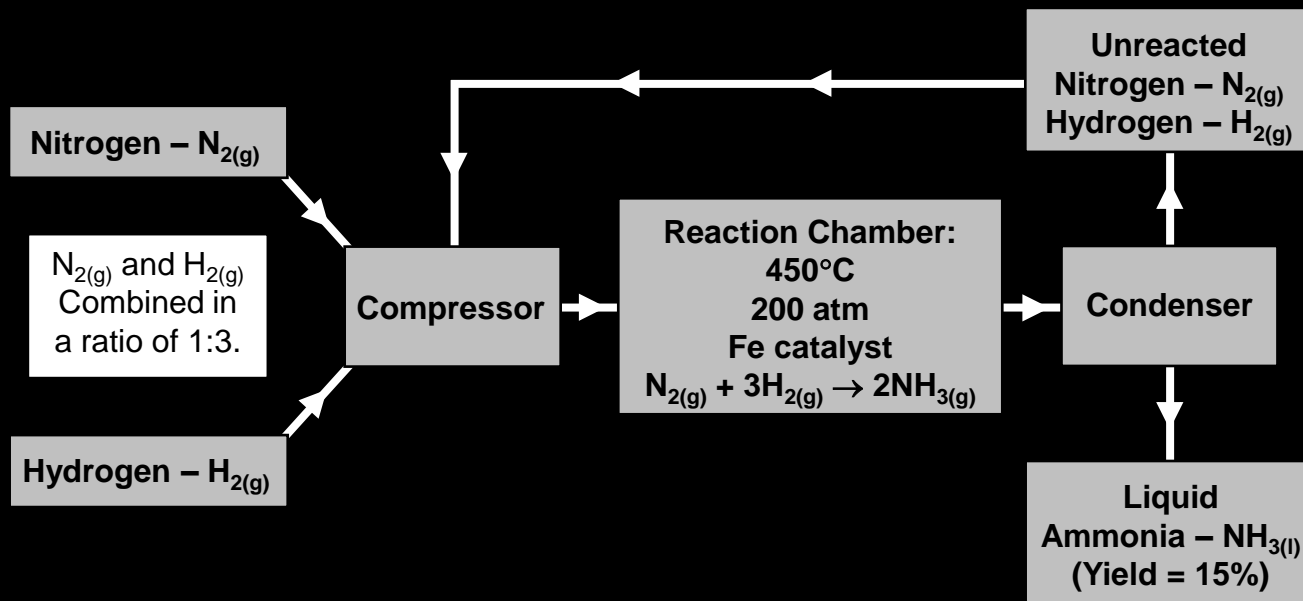 Nitrogen – N₂₍g₎
N₂₍g₎ and H₂₍g₎
Combined in
a ratio of 1:3.
Hydrogen – H₂₍g₎
Compressor
Reaction Chamber:
450°C
200 atm
Fe catalyst
N₂₍g₎ + 3H₂₍g₎ → 2NH₃₍g₎
Condenser
Unreacted
Nitrogen – N₂₍g₎
Hydrogen – H₂₍g₎
Liquid
Ammonia – NH₃₍l₎
(Yield = 15%)